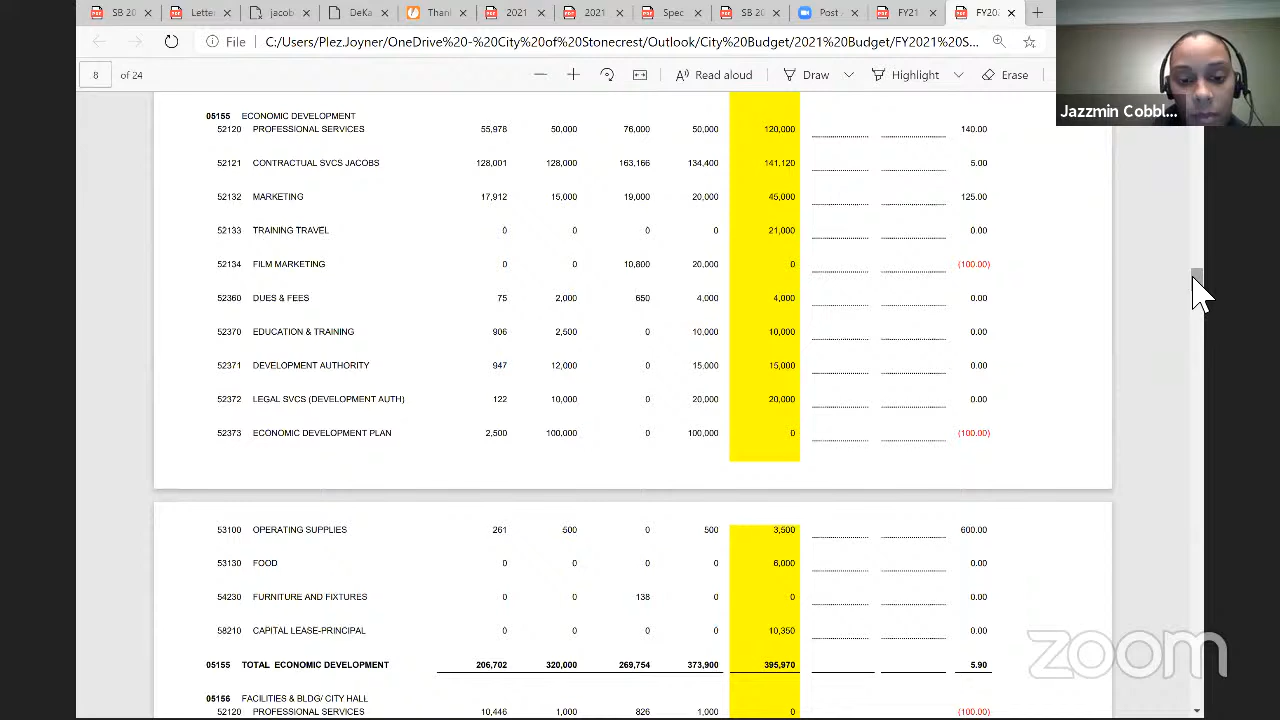 SB 20
Letter
jacob
DeKa
Thanl
202
2021
Spec
SB 20
Post -
FY21
FY20
File C:/Users/Plez.Joyner/OneDrive%20-%20City%20of%20Stonecrest/Outlook/City%20Budget/2021%20Budget/FY2021%20S...
8 of 24
Read aloud
Draw
Highlight
Erase
Jazzmin Cobbl...
05155 ECONOMIC DEVELOPMENT
52120 PROFESSIONAL SERVICES 55,978 50,000 76,000 50,000 120,000 140.00
52121 CONTRACTUAL SVCS JACOBS 128,001 128,000 163,166 134,400 141,120 5.00
52132 MARKETING 17,912 15,000 19,000 20,000 45,000 125.00
52133 TRAINING TRAVEL 0 0 0 0 21,000 0.00
52134 FILM MARKETING 0 0 10,800 20,000 0 (100.00)
52360 DUES & FEES 75 2,000 650 4,000 4,000 0.00
52370 EDUCATION & TRAINING 906 2,500 0 10,000 10,000 0.00
52371 DEVELOPMENT AUTHORITY 947 12,000 0 15,000 15,000 0.00
52372 LEGAL SVCS (DEVELOPMENT AUTH) 122 10,000 0 20,000 20,000 0.00
52373 ECONOMIC DEVELOPMENT PLAN 2,500 100,000 0 100,000 0 (100.00)
53100 OPERATING SUPPLIES 261 500 0 500 3,500 600.00
53130 FOOD 0 0 0 0 6,000 0.00
54230 FURNITURE AND FIXTURES 0 0 138 0 0 0.00
58210 CAPITAL LEASE-PRINCIPAL 0 0 0 0 10,350 0.00
05155 TOTAL ECONOMIC DEVELOPMENT 206,702 320,000 269,754 373,900 395,970 5.90
05156 FACILITIES & BLDG/ CITY HALL
52120 PROFESSIONAL SERVICES 10,446 1,000 826 1,000 0 (100.00)
zoom